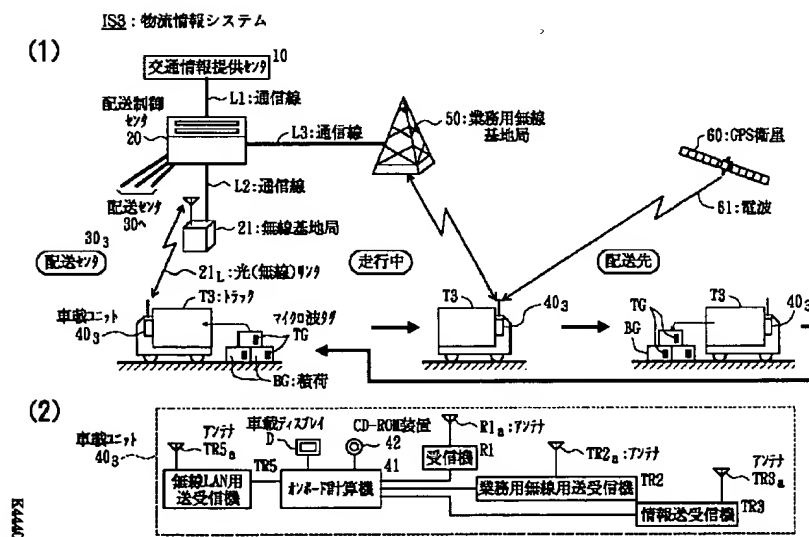 IS3：物流情報システム
(1)
交通情報提供ｾﾝﾀ
10
L1：通信線
配送制御
ｾﾝﾀ
20
L3：通信線
50：業務用無線
基地局
60：GPS衛星
61：電波
L2：通信線
配送ｾﾝﾀ
30へ
21：無線基地局
30₃
配送ｾﾝﾀ
21L：光(無線)ﾘﾝｸ
走行中
配送先
T3：トラック
車載ユニット
40₃
マイクロ波タグ
TG
BG：積荷
T3
40₃
TG
BG
T3
40₃
(2)
車載ユニット
40₃
アンテナ
TR5a
無線LAN用
送受信機
TR5
車載ディスプレイ
D
CD-ROM装置
42
41
ｵﾝﾎﾞｰﾄﾞ計算機
R1a：アンテナ
受信機
R1
TR2a：アンテナ
業務用無線用送受信機
TR2
アンテナ
TR3a
情報送受信機
TR3